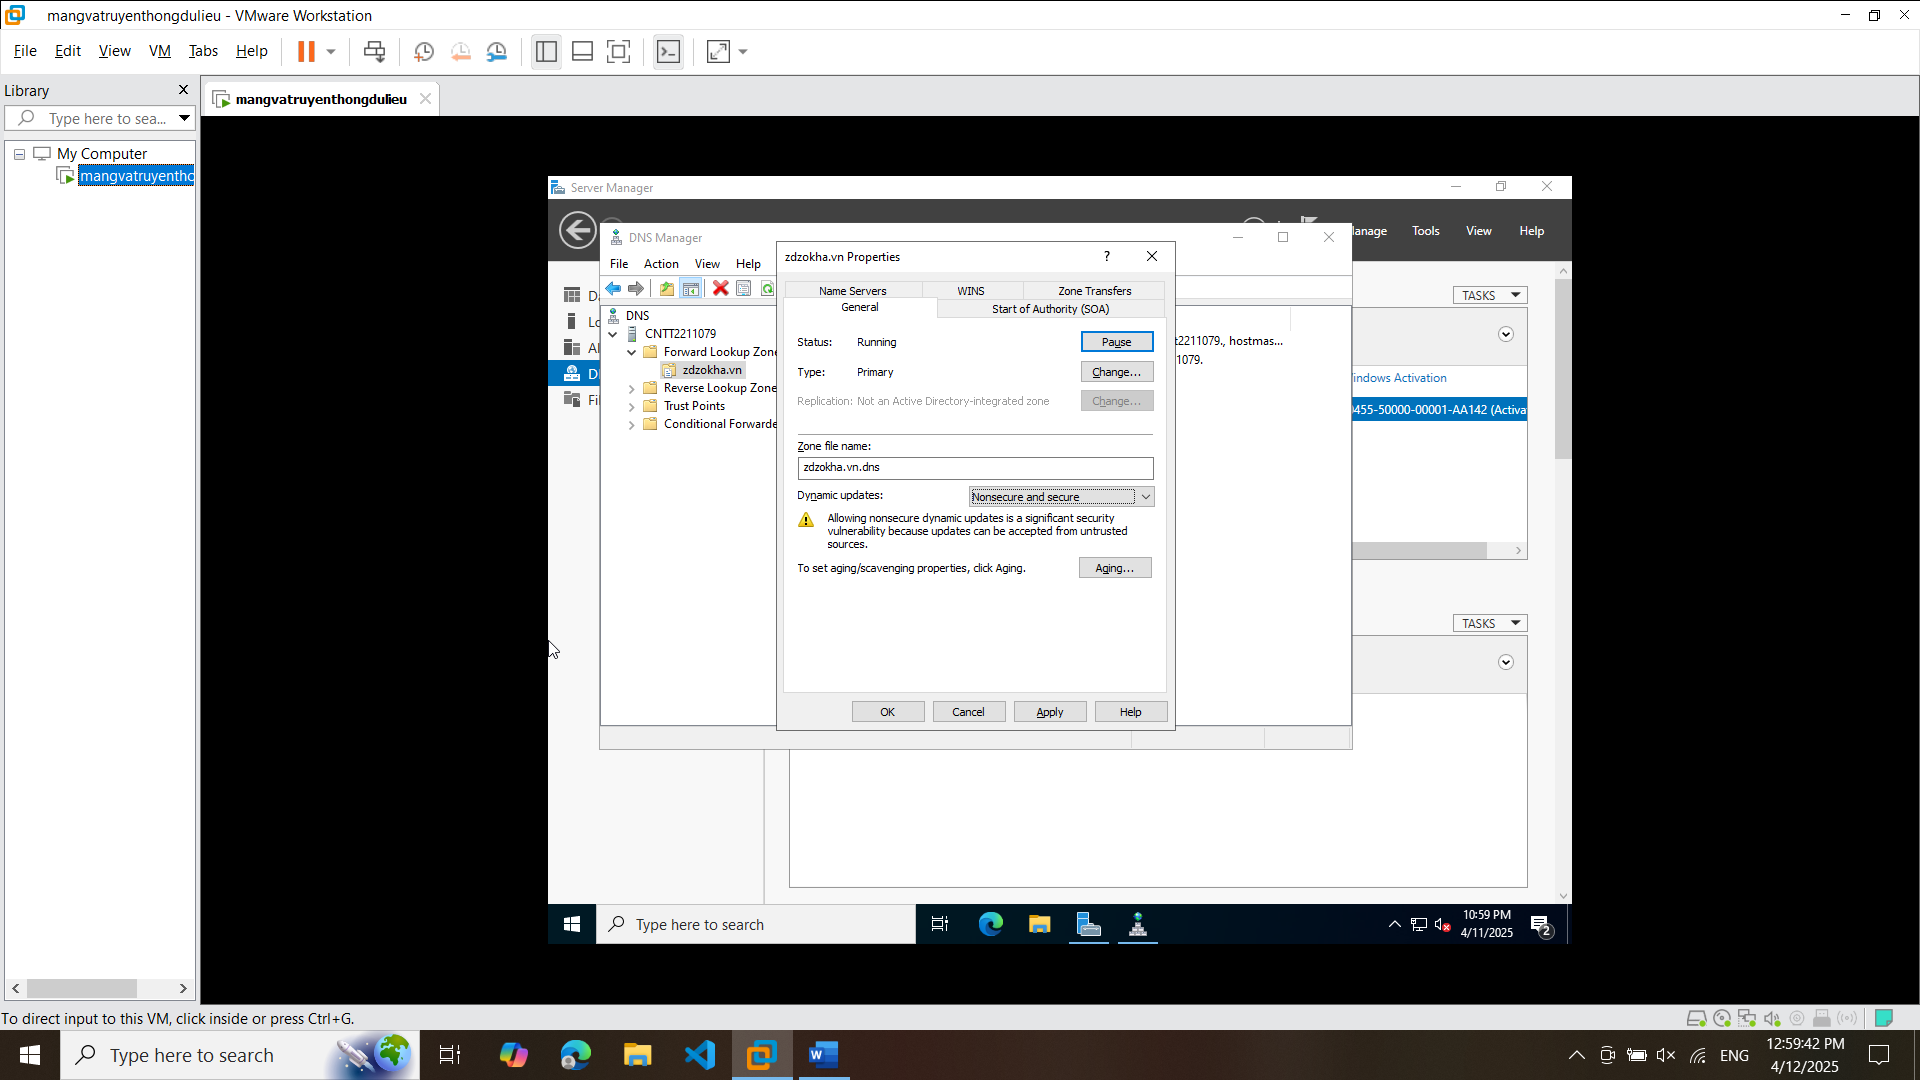 mangvatruyenthongdulieu - VMware Workstation
File Edit View VM Tabs Help
Library
mangvatruyenthongdulieu
Type here to sea...
My Computer
mangvatruyenthc
Server Manager
Manage Tools View Help
DNS Manager
File Action View Help
zdzokha.vn Properties
Name Servers WINS Zone Transfers
General Start of Authority (SOA)
TASKS
DNS
CNTT2211079
Forward Lookup Zone
zdzokha.vn
Reverse Lookup Zone
Trust Points
Conditional Forwarde
Status: Running Pause
Type: Primary Change...
Replication: Not an Active Directory-integrated zone Change...
Zone file name:
zdzokha.vn.dns
Dynamic updates: Nonsecure and secure
Allowing nonsecure dynamic updates is a significant security
vulnerability because updates can be accepted from untrusted
sources.
To set aging/scavenging properties, click Aging. Aging...
OK Cancel Apply Help
t2211079., hostmas...
1079.
indows Activation
0455-50000-00001-AA142 (Activa
TASKS
Type here to search
10:59 PM
4/11/2025
2
To direct input to this VM, click inside or press Ctrl+G.
Type here to search
ENG
12:59:42 PM
4/12/2025